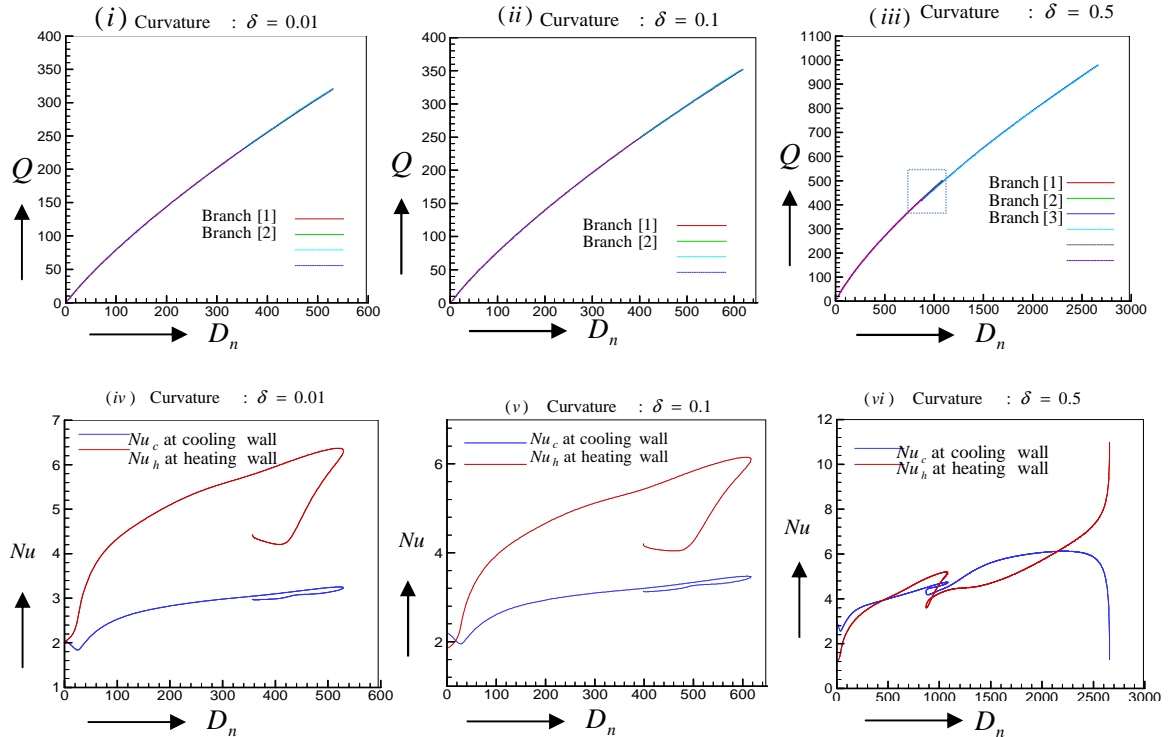 (i) Curvature : δ = 0.01
400
350
300
250
200
150
100
50
0
Q
Branch [1]
Branch [2]
0 100 200 300 400 500 600
Dₙ
(ii) Curvature : δ = 0.1
400
350
300
250
200
150
100
50
0
Q
Branch [1]
Branch [2]
0 100 200 300 400 500 600
Dₙ
(iii) Curvature : δ = 0.5
1100
1000
900
800
700
600
500
400
300
200
100
0
Q
Branch [1]
Branch [2]
Branch [3]
0 500 1000 1500 2000 2500 3000
Dₙ
(iv) Curvature : δ = 0.01
7
6
5
4
3
2
1
Nu
Nu_c at cooling wall
Nu_h at heating wall
0 100 200 300 400 500 600
Dₙ
(v) Curvature : δ = 0.1
6
4
2
Nu
Nu_c at cooling wall
Nu_h at heating wall
0 100 200 300 400 500 600
Dₙ
(vi) Curvature : δ = 0.5
12
10
8
6
4
2
0
Nu
Nu_c at cooling wall
Nu_h at heating wall
0 500 1000 1500 2000 2500 3000
Dₙ